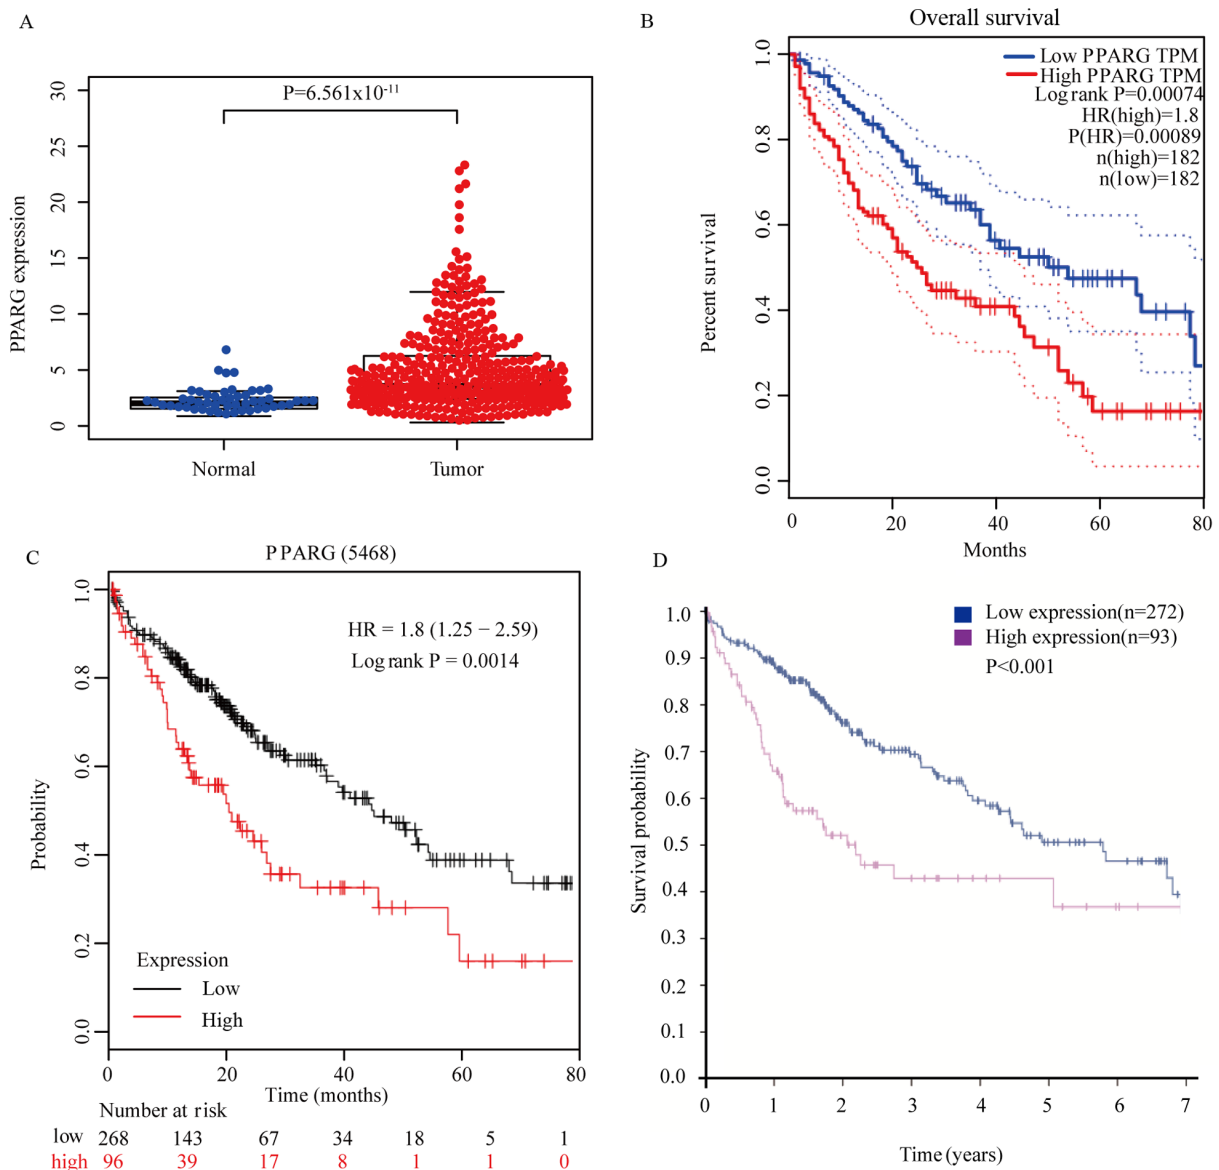 A
P=6.561x10-11
PPARG expression
30
25
20
15
10
5
0
Normal
Tumor
B
Overall survival
Low PPARG TPM
High PPARG TPM
Log rank P=0.00074
HR(high)=1.8
P(HR)=0.00089
n(high)=182
n(low)=182
Percent survival
1.0
0.8
0.6
0.4
0.2
0.0
0 20 40 60 80
Months
C
PPARG (5468)
HR = 1.8 (1.25 − 2.59)
Log rank P = 0.0014
Probability
1.0
0.8
0.6
0.4
0.2
0.0
Expression
Low
High
0 20 40 60 80
Time (months)
Number at risk
low 268 143 67 34 18 5 1
high 96 39 17 8 1 1 0
D
Low expression(n=272)
High expression(n=93)
P<0.001
Survival probability
1.0
0.9
0.8
0.7
0.6
0.5
0.4
0.3
0.2
0.1
0.0
0 1 2 3 4 5 6 7
Time (years)